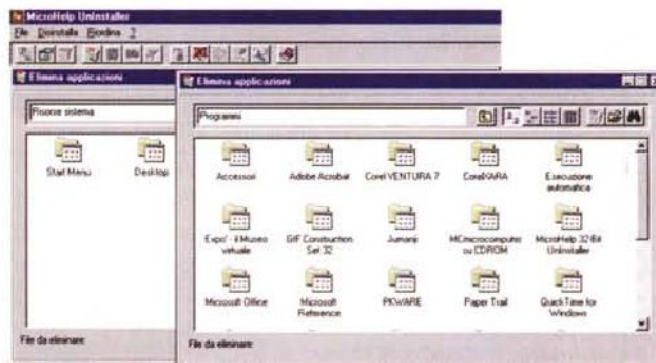 MicroHelp Uninstaller
File Disinstalla Riordina ?
Elimina applicazioni
Risorse sistema
Start Menu Desktop
File da eliminare:
Elimina applicazioni
Programmi
Accessori Adobe Acrobat Corel VENTURA 7 CorelXARA Esecuzione
automatica
Expo' - il Museo GIF Construction Jumanji MCmicrocomputer MicroHelp 32-Bit
virtuale Set 32 su CDROM Uninstaller
Microsoft Office Microsoft PKWARE Paper Trail QuickTime for
Reference Windows
File da eliminare: